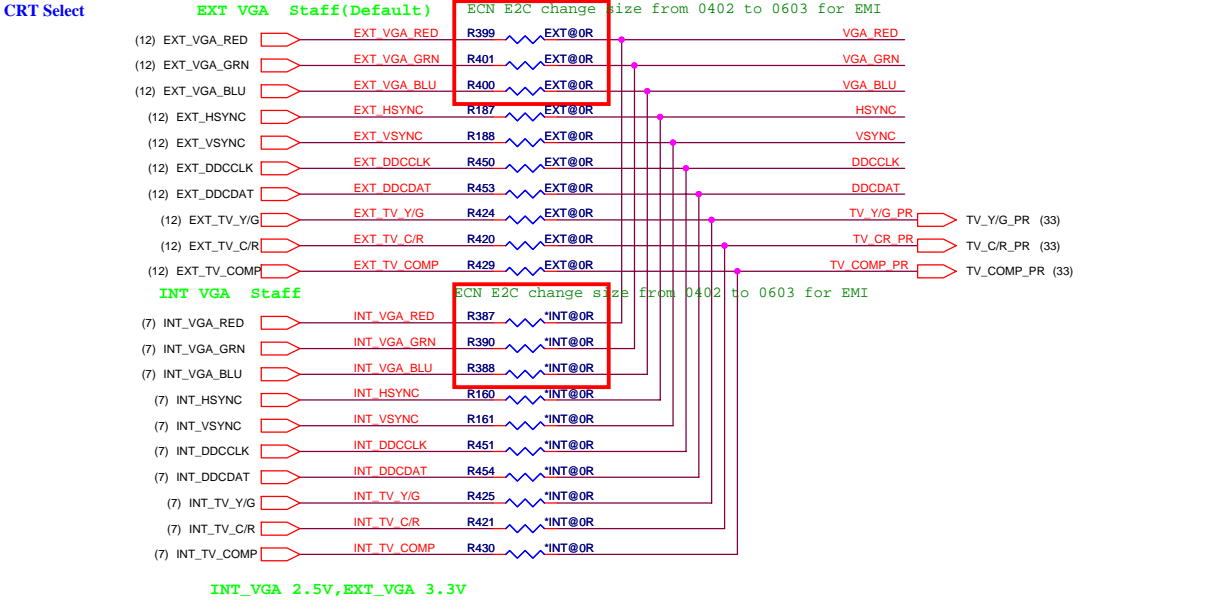 CRT Select
EXT VGA Staff(Default)
ECN E2C change size from 0402 to 0603 for EMI
(12) EXT_VGA_RED EXT_VGA_RED R399 EXT@0R VGA_RED
(12) EXT_VGA_GRN EXT_VGA_GRN R401 EXT@0R VGA_GRN
(12) EXT_VGA_BLU EXT_VGA_BLU R400 EXT@0R VGA_BLU
(12) EXT_HSYNC EXT_HSYNC R187 EXT@0R HSYNC
(12) EXT_VSYNC EXT_VSYNC R188 EXT@0R VSYNC
(12) EXT_DDCCLK EXT_DDCCLK R450 EXT@0R DDCCLK
(12) EXT_DDCDAT EXT_DDCDAT R453 EXT@0R DDCDAT
(12) EXT_TV_Y/G EXT_TV_Y/G R424 EXT@0R TV_Y/G_PR TV_Y/G_PR (33)
(12) EXT_TV_C/R EXT_TV_C/R R420 EXT@0R TV_CR_PR TV_C/R_PR (33)
(12) EXT_TV_COMP EXT_TV_COMP R429 EXT@0R TV_COMP_PR TV_COMP_PR (33)
INT VGA Staff
ECN E2C change size from 0402 to 0603 for EMI
(7) INT_VGA_RED INT_VGA_RED R387 *INT@0R
(7) INT_VGA_GRN INT_VGA_GRN R390 *INT@0R
(7) INT_VGA_BLU INT_VGA_BLU R388 *INT@0R
(7) INT_HSYNC INT_HSYNC R160 *INT@0R
(7) INT_VSYNC INT_VSYNC R161 *INT@0R
(7) INT_DDCCLK INT_DDCCLK R451 *INT@0R
(7) INT_DDCDAT INT_DDCDAT R454 *INT@0R
(7) INT_TV_Y/G INT_TV_Y/G R425 *INT@0R
(7) INT_TV_C/R INT_TV_C/R R421 *INT@0R
(7) INT_TV_COMP INT_TV_COMP R430 *INT@0R
INT_VGA 2.5V,EXT_VGA 3.3V